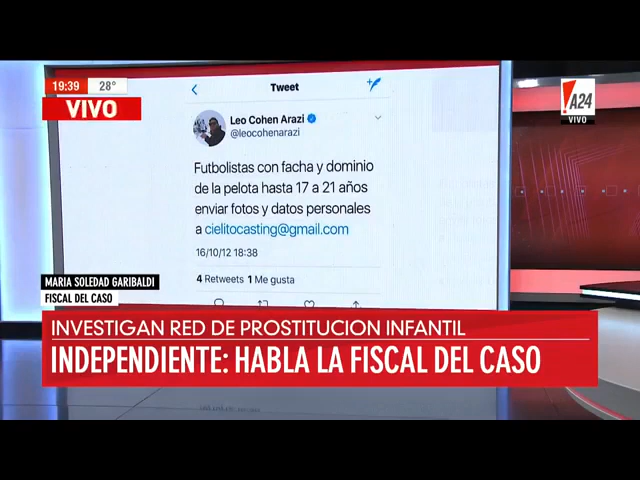 19:39 28°
VIVO
Tweet
A24
VIVO
Leo Cohen Arazi
@leocohenarazi
Futbolistas con facha y dominio
de la pelota hasta 17 a 21 años
enviar fotos y datos personales
a cielitocasting@gmail.com
16/10/12 18:38
4 Retweets 1 Me gusta
MARIA SOLEDAD GARIBALDI
FISCAL DEL CASO
INVESTIGAN RED DE PROSTITUCION INFANTIL
INDEPENDIENTE: HABLA LA FISCAL DEL CASO